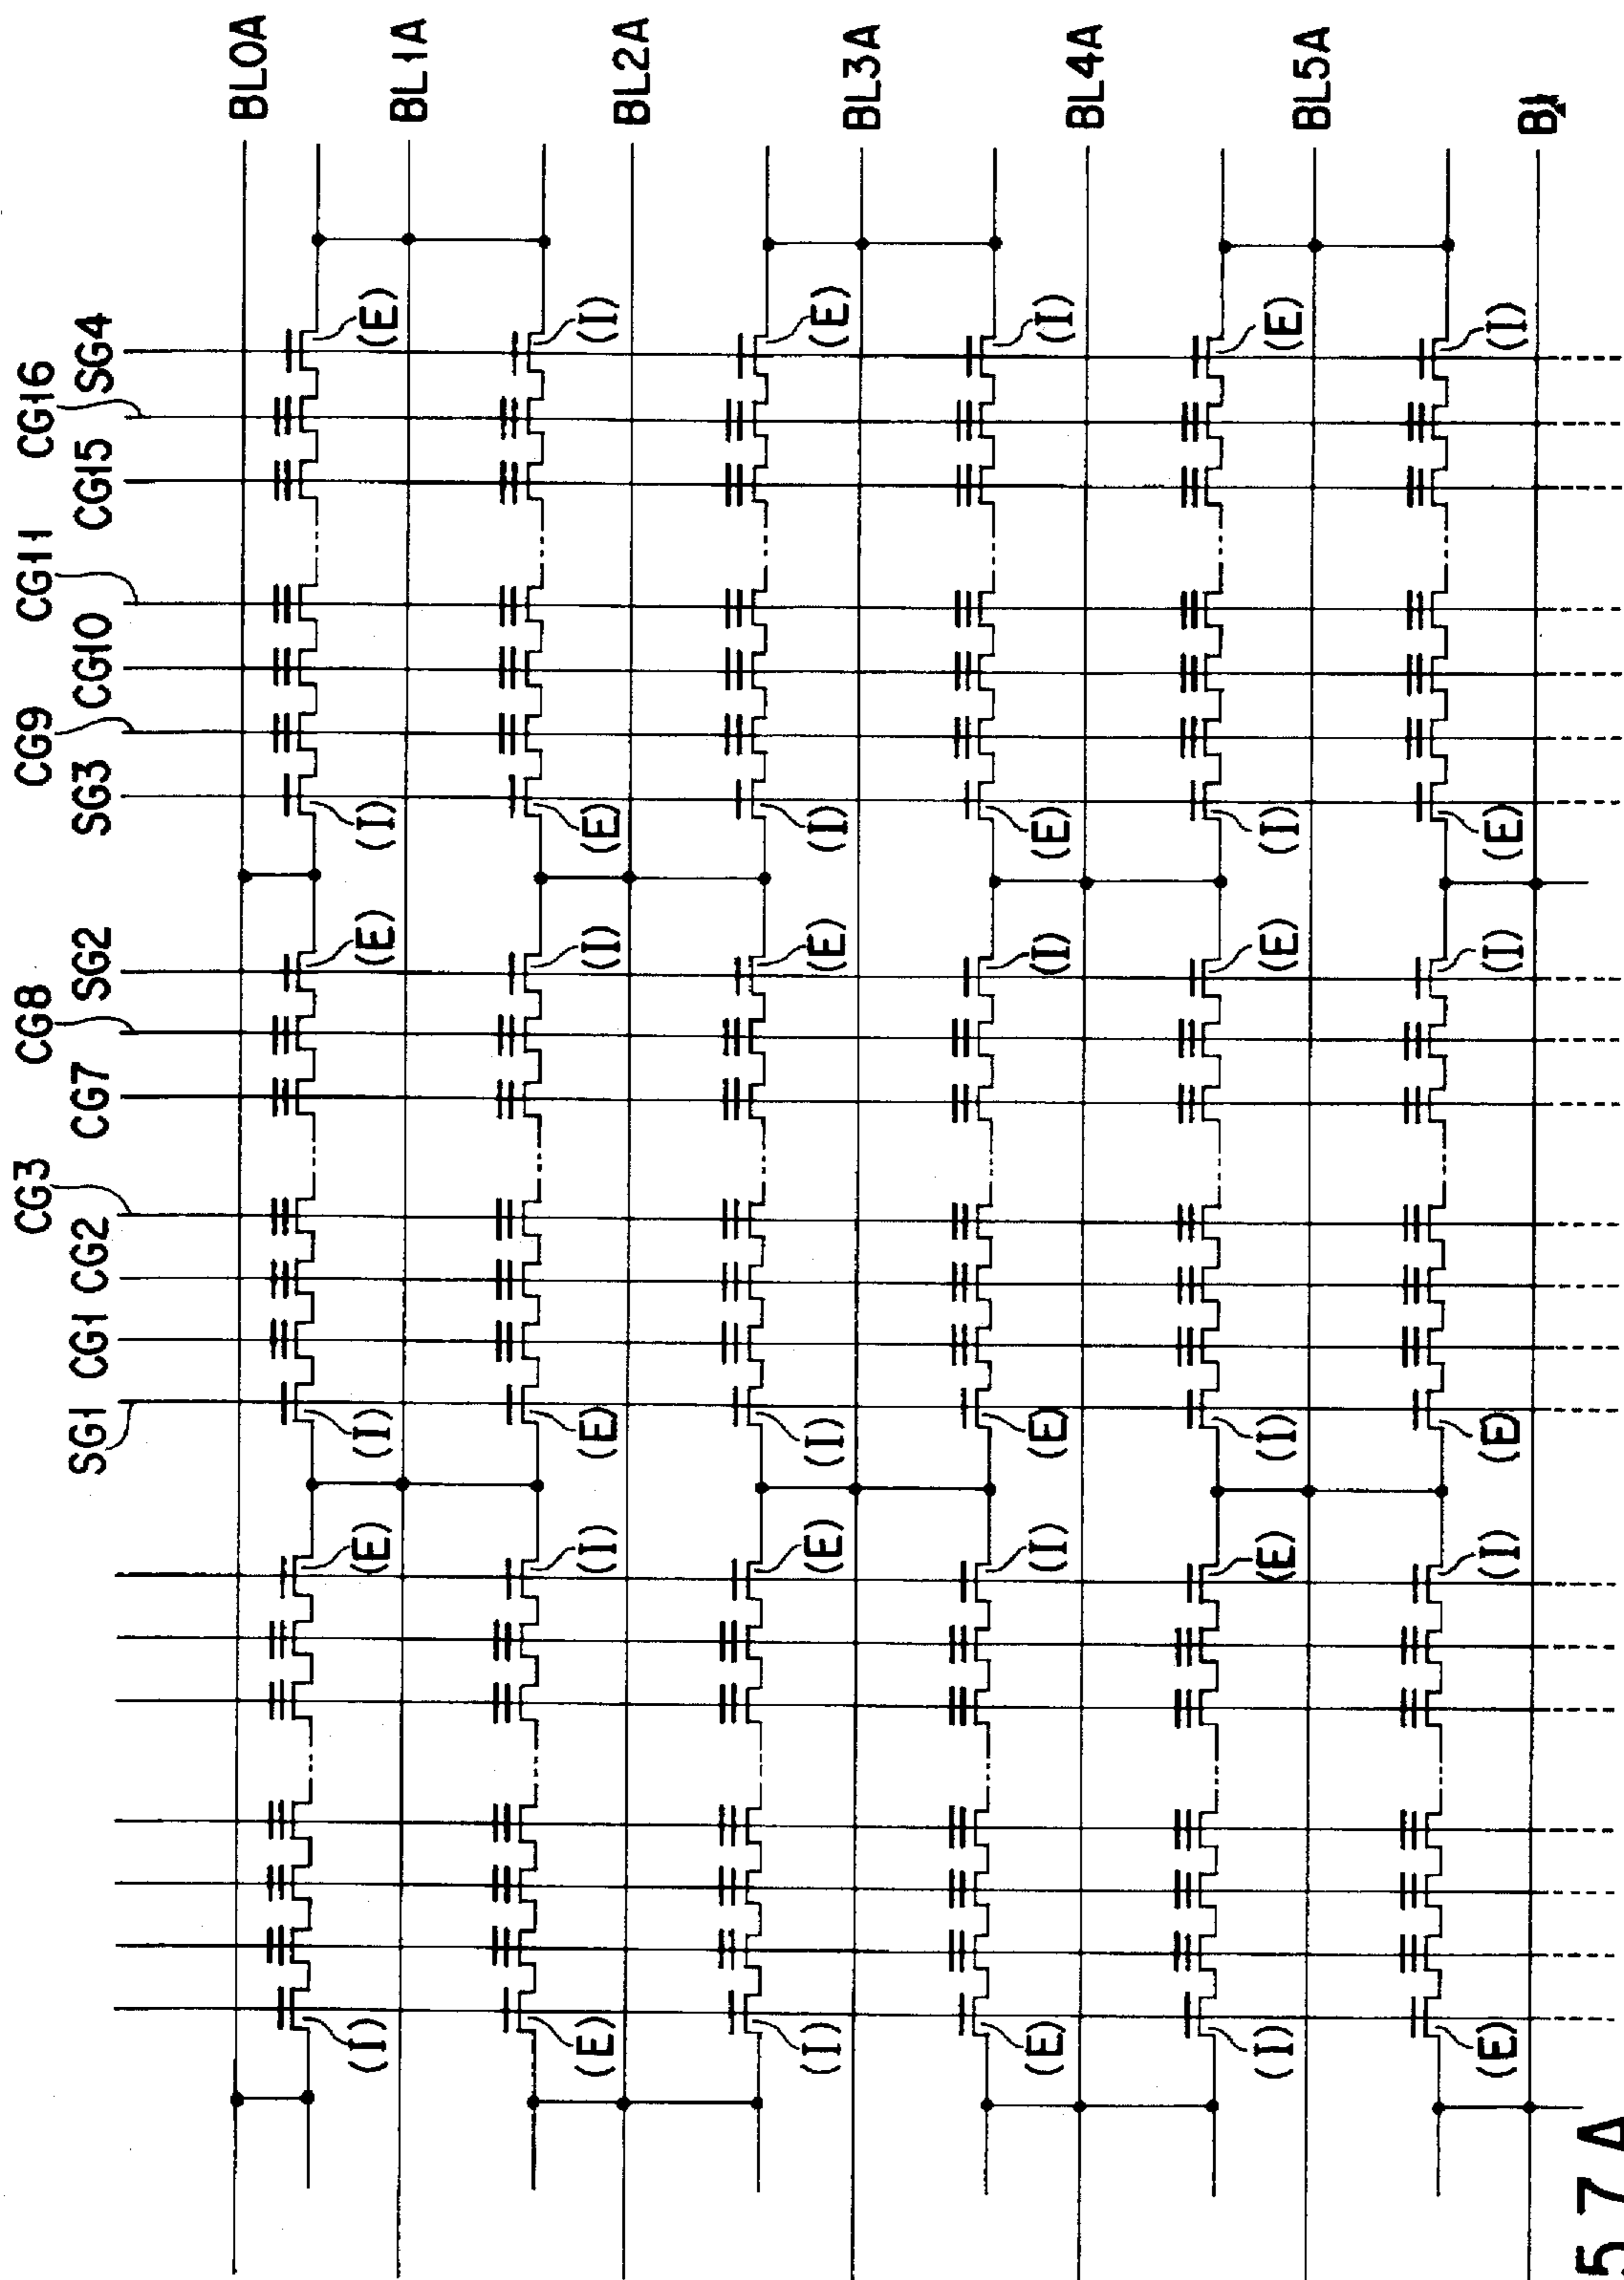 CG3 CG8 CG9 CG11 CG16
SG1 CG1 CG2 CG7 SG2 SG3 CG10 CG15 SG4
BL0A
(I) (E) (I) (E) (I) (E)
BL1A
(E) (I) (E) (I) (E) (I)
BL2A
(I) (E) (I) (E) (I) (E)
BL3A
(E) (I) (E) (I) (E) (I)
BL4A
(I) (E) (I) (E) (I) (E)
BL5A
(E) (I) (E) (I) (E) (I)
57A